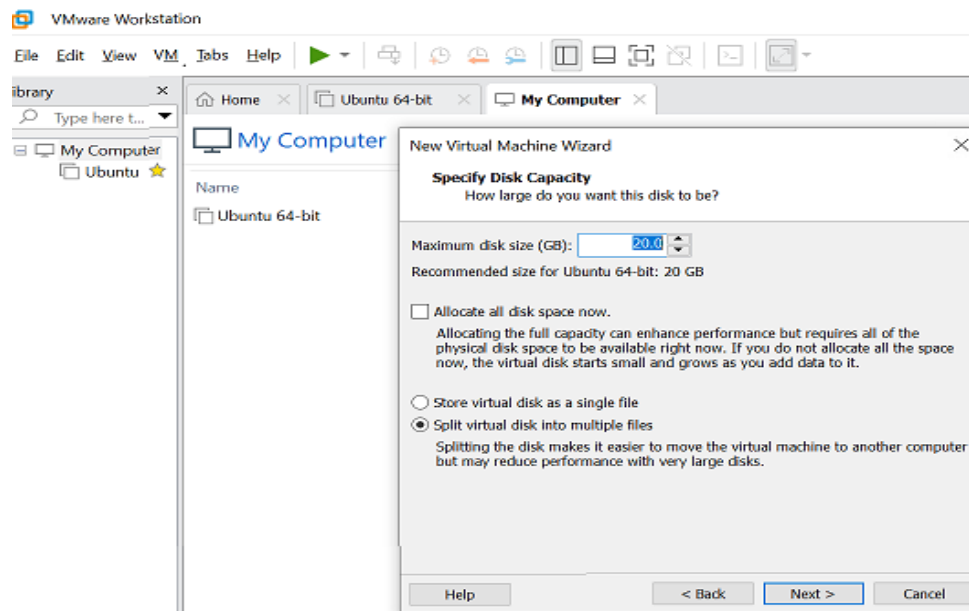 VMware Workstation
File Edit View VM Tabs Help
ibrary
Type here t...
Home
Ubuntu 64-bit
My Computer
My Computer
Ubuntu
My Computer
Name
Ubuntu 64-bit
New Virtual Machine Wizard
Specify Disk Capacity
How large do you want this disk to be?
Maximum disk size (GB): 20.0
Recommended size for Ubuntu 64-bit: 20 GB
Allocate all disk space now.
Allocating the full capacity can enhance performance but requires all of the
physical disk space to be available right now. If you do not allocate all the space
now, the virtual disk starts small and grows as you add data to it.
Store virtual disk as a single file
Split virtual disk into multiple files
Splitting the disk makes it easier to move the virtual machine to another computer
but may reduce performance with very large disks.
Help
< Back
Next >
Cancel